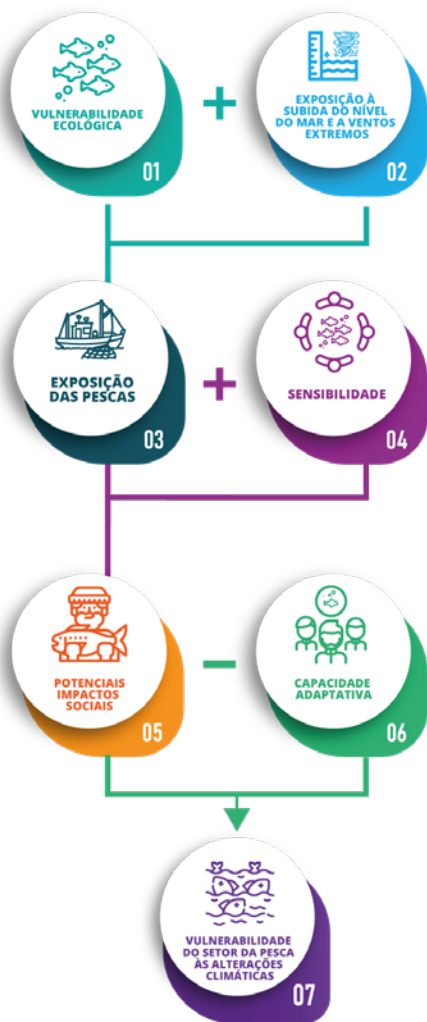 VULNERABILIDADE
ECOLÓGICA
01
+
EXPOSIÇÃO À
SUBIDA DO NÍVEL
DO MAR E A VENTOS
EXTREMOS
02
EXPOSIÇÃO
DAS PESCAS
03
+
SENSIBILIDADE
04
POTENCIAIS
IMPACTOS
SOCIAIS
05
−
CAPACIDADE
ADAPTATIVA
06
VULNERABILIDADE
DO SETOR DA PESCA
ÀS ALTERAÇÕES
CLIMÁTICAS
07